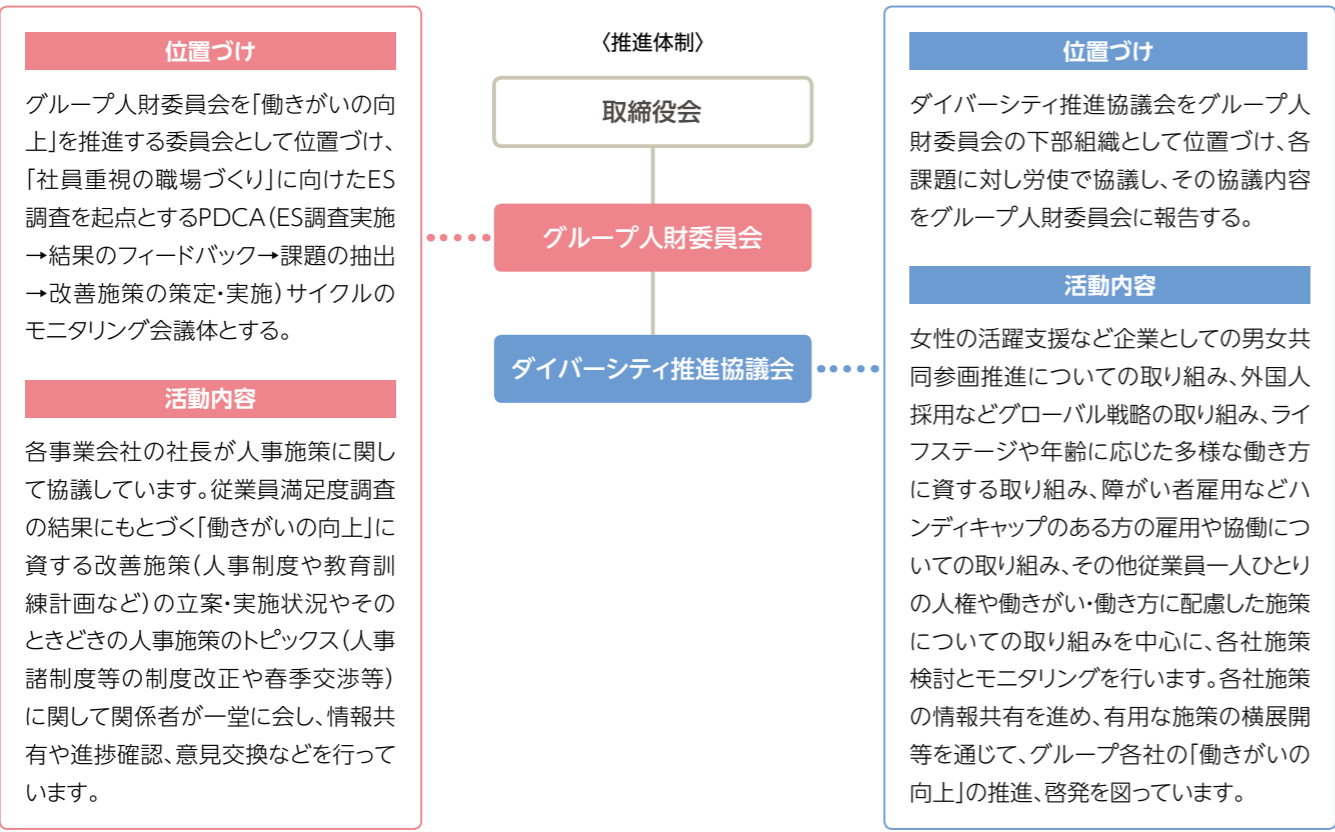 位置づけ
グループ人財委員会を「働きがいの向
上」を推進する委員会として位置づけ、
「社員重視の職場づくり」に向けたES
調査を起点とするPDCA(ES調査実施
→結果のフィードバック→課題の抽出
→改善施策の策定・実施)サイクルの
モニタリング会議体とする。
活動内容
各事業会社の社長が人事施策に関し
て協議しています。従業員満足度調査
の結果にもとづく「働きがいの向上」に
資する改善施策(人事制度や教育訓
練計画など)の立案・実施状況やその
ときどきの人事施策のトピックス(人事
諸制度等の制度改正や春季交渉等)
に関して関係者が一堂に会し、情報共
有や進捗確認、意見交換などを行って
います。
〈推進体制〉
取締役会
グループ人財委員会
ダイバーシティ推進協議会
位置づけ
ダイバーシティ推進協議会をグループ人
財委員会の下部組織として位置づけ、各
課題に対し労使で協議し、その協議内容
をグループ人財委員会に報告する。
活動内容
女性の活躍支援など企業としての男女共
同参画推進についての取り組み、外国人
採用などグローバル戦略の取り組み、ライ
フステージや年齢に応じた多様な働き方
に資する取り組み、障がい者雇用などハ
ンディキャップのある方の雇用や協働につ
いての取り組み、その他従業員一人ひとり
の人権や働きがい・働き方に配慮した施策
についての取り組みを中心に、各社施策
検討とモニタリングを行います。各社施策
の情報共有を進め、有用な施策の横展開
等を通じて、グループ各社の「働きがいの
向上」の推進、啓発を図っています。